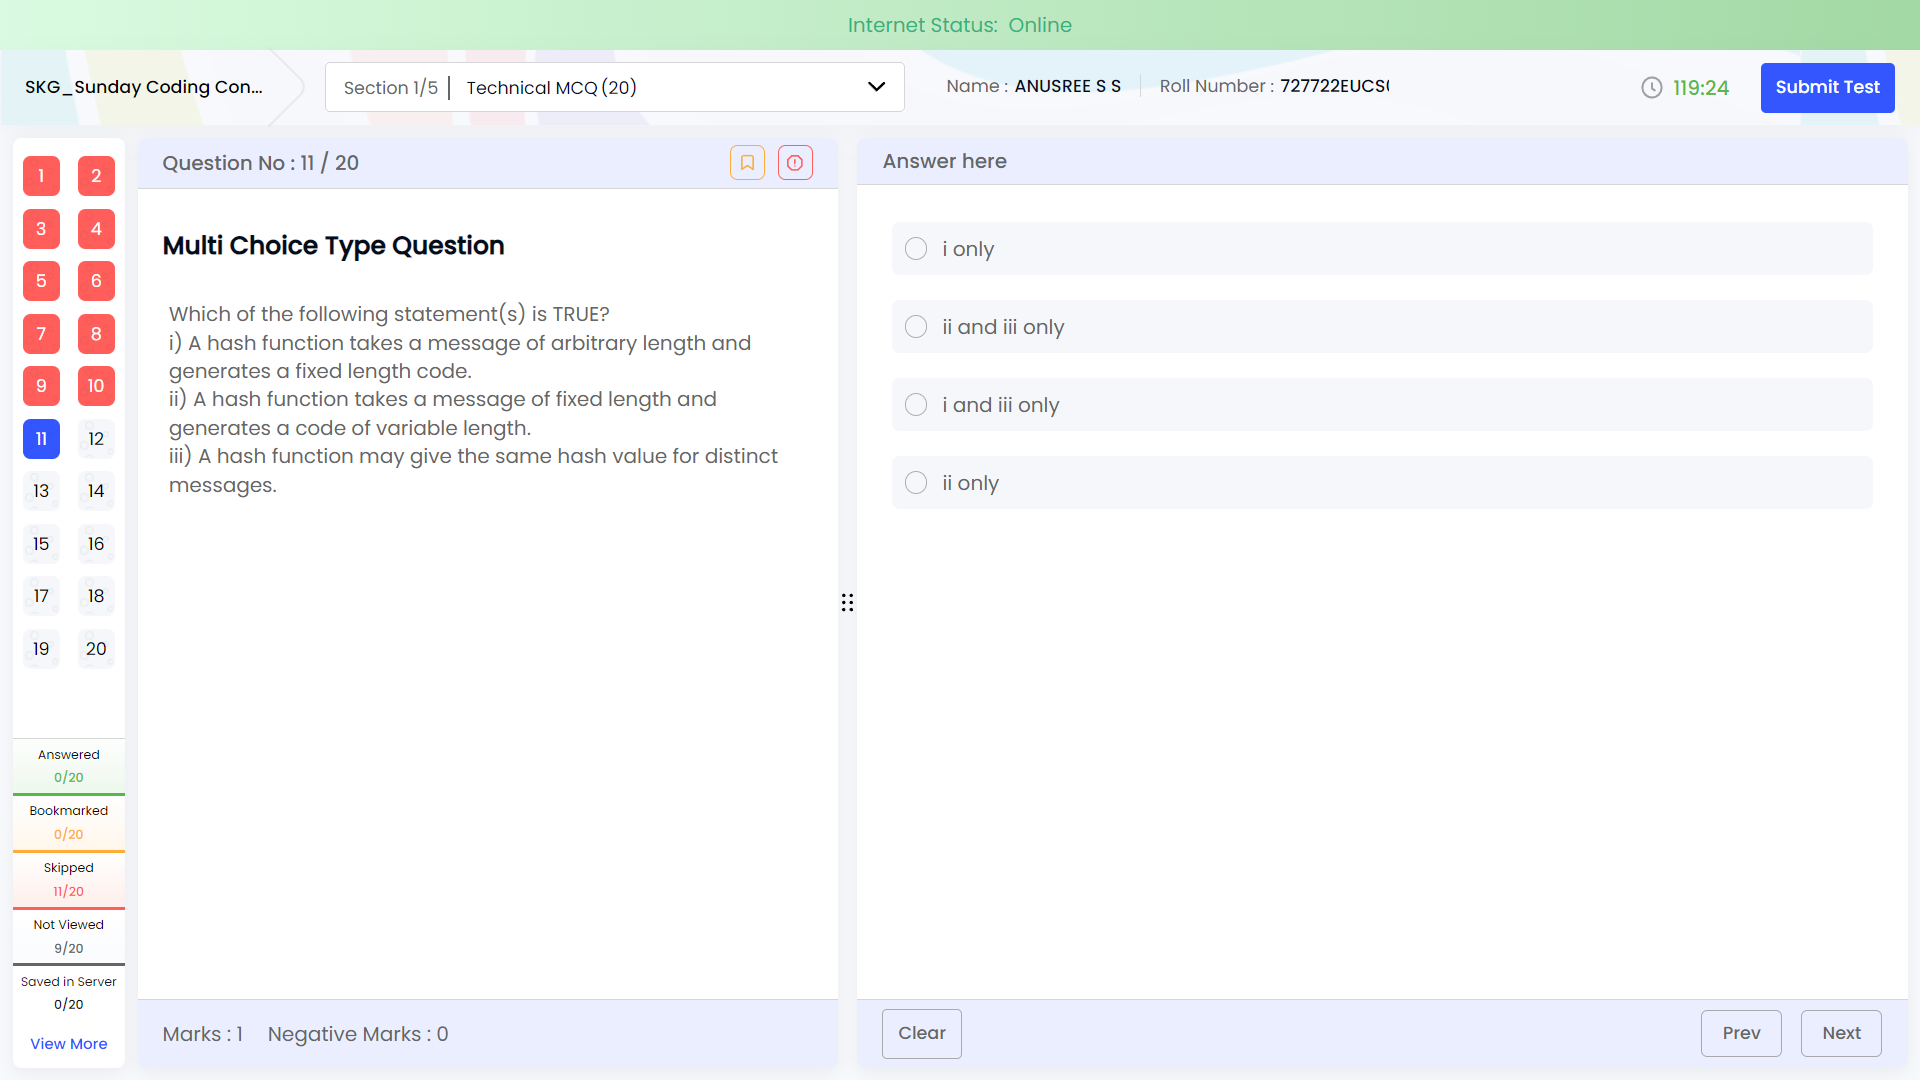 Internet Status: Online
SKG_Sunday Coding Con...
Section 1/5 | Technical MCQ (20)
Name : ANUSREE S S
Roll Number : 727722EUCS
119:24
Submit Test
1 2
3 4
5 6
7 8
9 10
11 12
13 14
15 16
17 18
19 20
Answered
0/20
Bookmarked
0/20
Skipped
11/20
Not Viewed
9/20
Saved in Server
0/20
View More
Question No : 11 / 20
Multi Choice Type Question
Which of the following statement(s) is TRUE?
i) A hash function takes a message of arbitrary length and
generates a fixed length code.
ii) A hash function takes a message of fixed length and
generates a code of variable length.
iii) A hash function may give the same hash value for distinct
messages.
Marks : 1 Negative Marks : 0
Answer here
i only
ii and iii only
i and iii only
ii only
Clear
Prev
Next